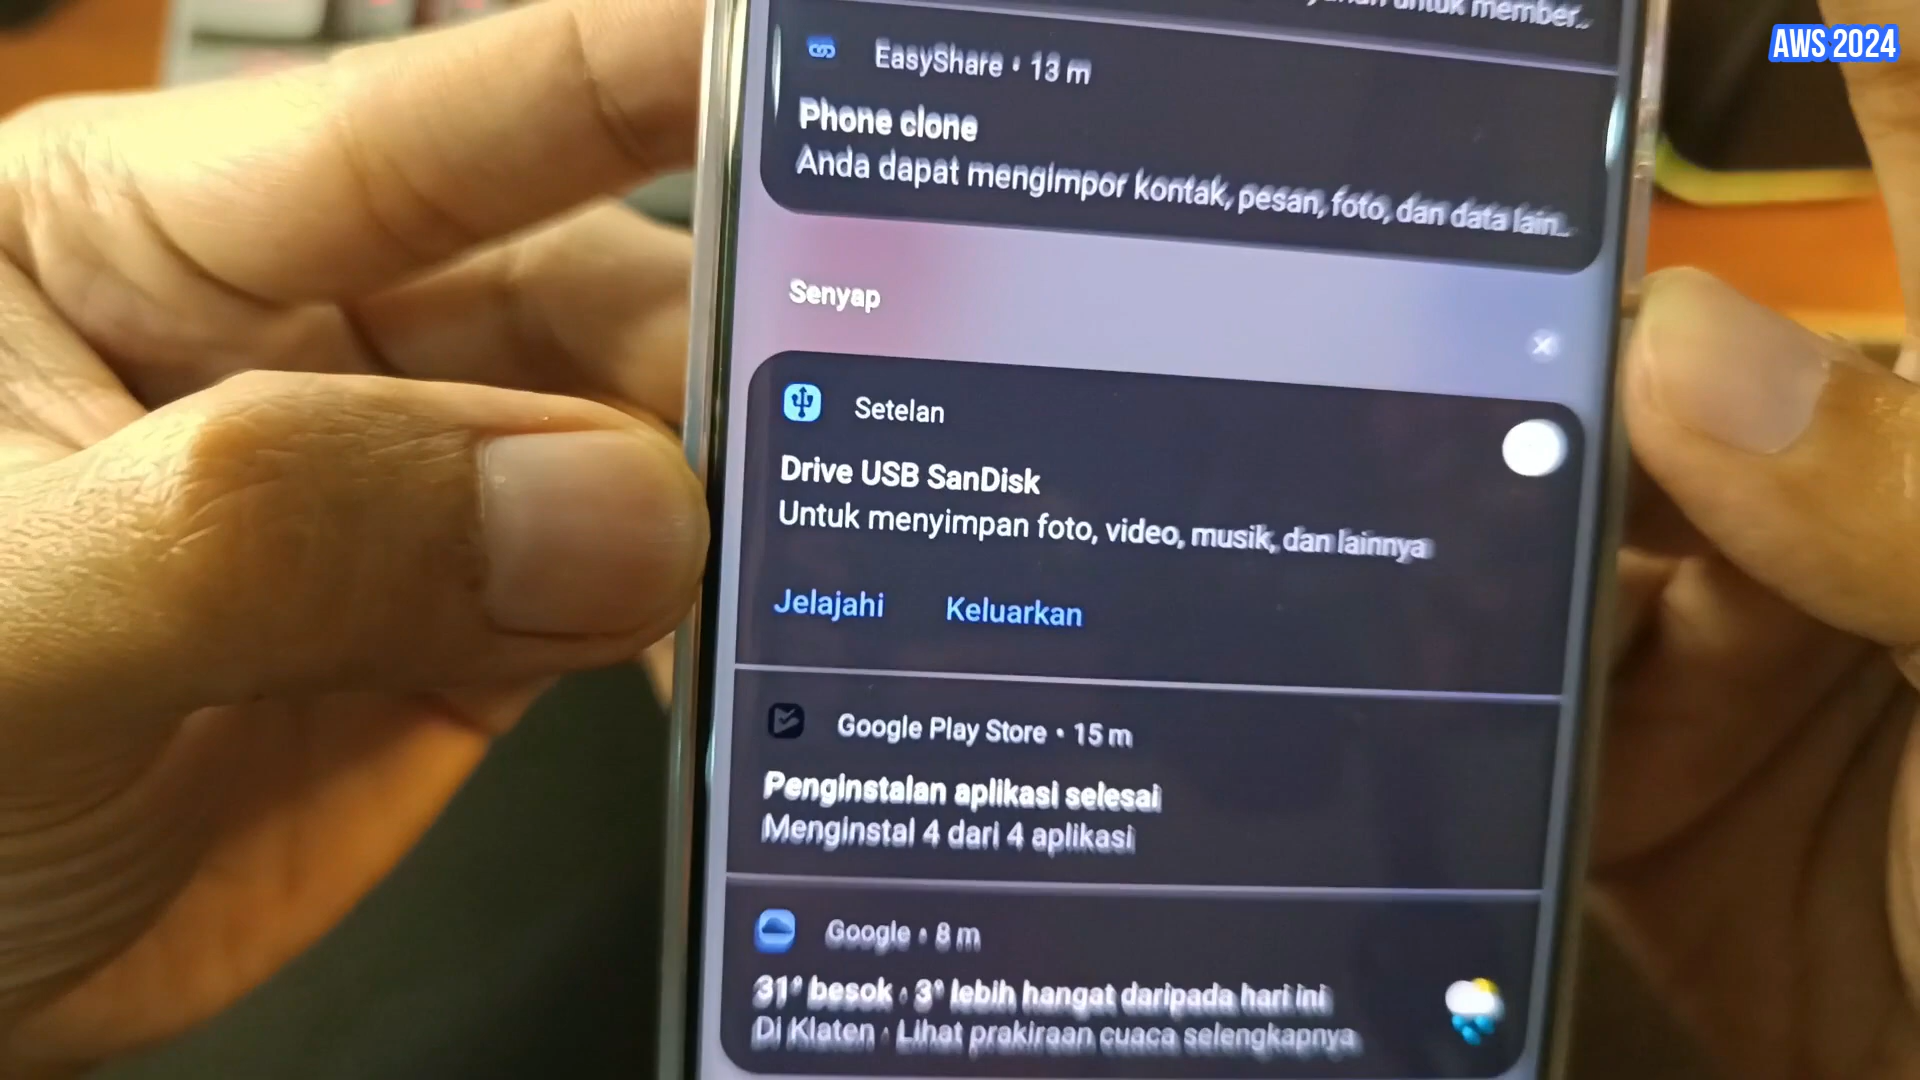 untuk member..
AWS 2024
EasyShare • 13 m
Phone clone
Anda dapat mengimpor kontak, pesan, foto, dan data lain...
Senyap
Setelan
Drive USB SanDisk
Untuk menyimpan foto, video, musik, dan lainnya
Jelajahi Keluarkan
Google Play Store • 15 m
Penginstalan aplikasi selesai
Menginstal 4 dari 4 aplikasi
Google • 8 m
31° besok • 3° lebih hangat daripada hari ini
Di Klaten • Lihat prakiraan cuaca selengkapnya